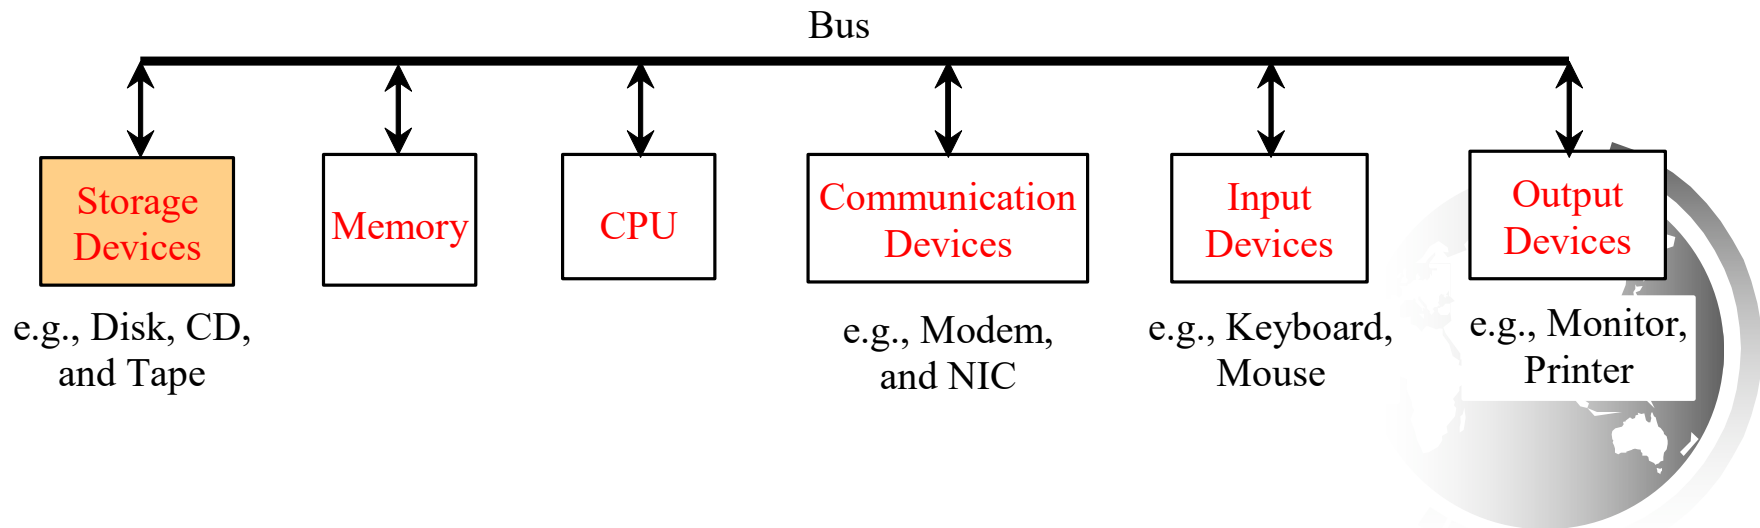 Bus
Storage
Devices
Memory
CPU
Communication
Devices
Input
Devices
Output
Devices
e.g., Disk, CD,
and Tape
e.g., Modem,
and NIC
e.g., Keyboard,
Mouse
e.g., Monitor,
Printer